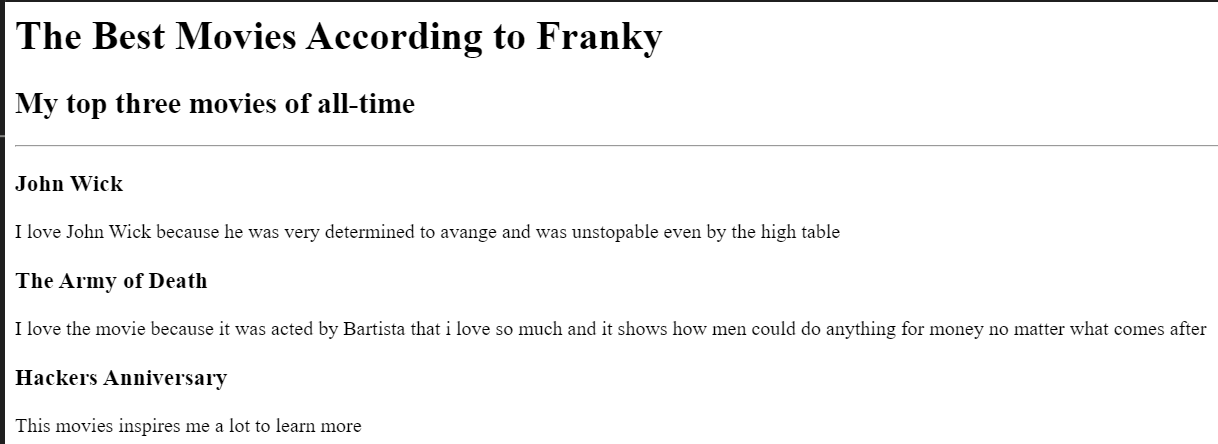 The Best Movies According to Franky
My top three movies of all-time
John Wick
I love John Wick because he was very determined to avange and was unstopable even by the high table
The Army of Death
I love the movie because it was acted by Bartista that i love so much and it shows how men could do anything for money no matter what comes after
Hackers Anniversary
This movies inspires me a lot to learn more